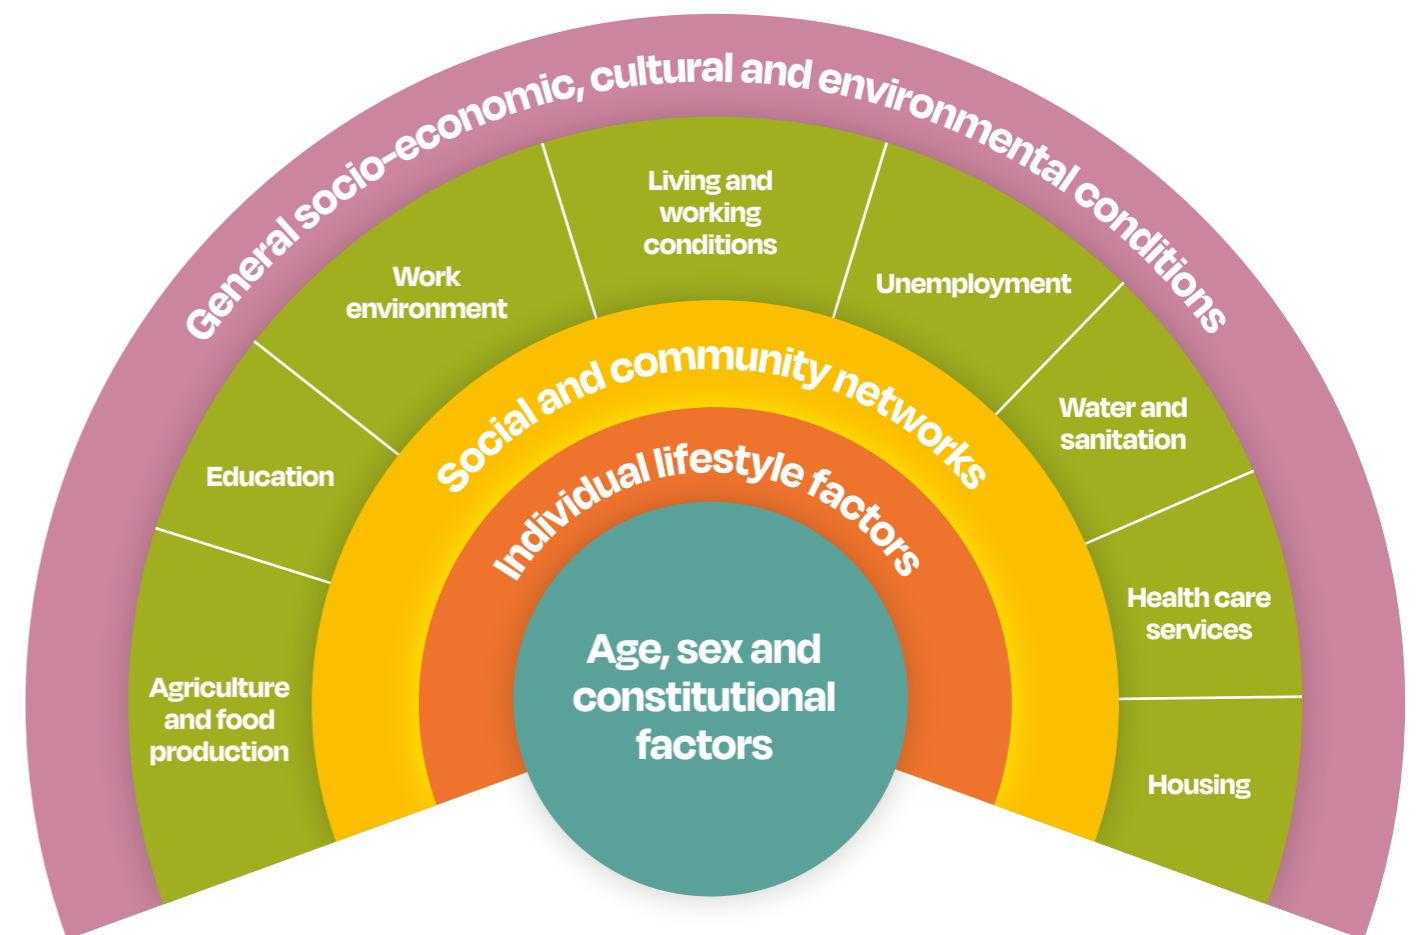 General socio-economic, cultural and environmental conditions
Living and
working
conditions
Work
environment
Unemployment
Education
Water and
sanitation
Agriculture
and food
production
Health care
services
Housing
Social and community networks
Individual lifestyle factors
Age, sex and
constitutional
factors